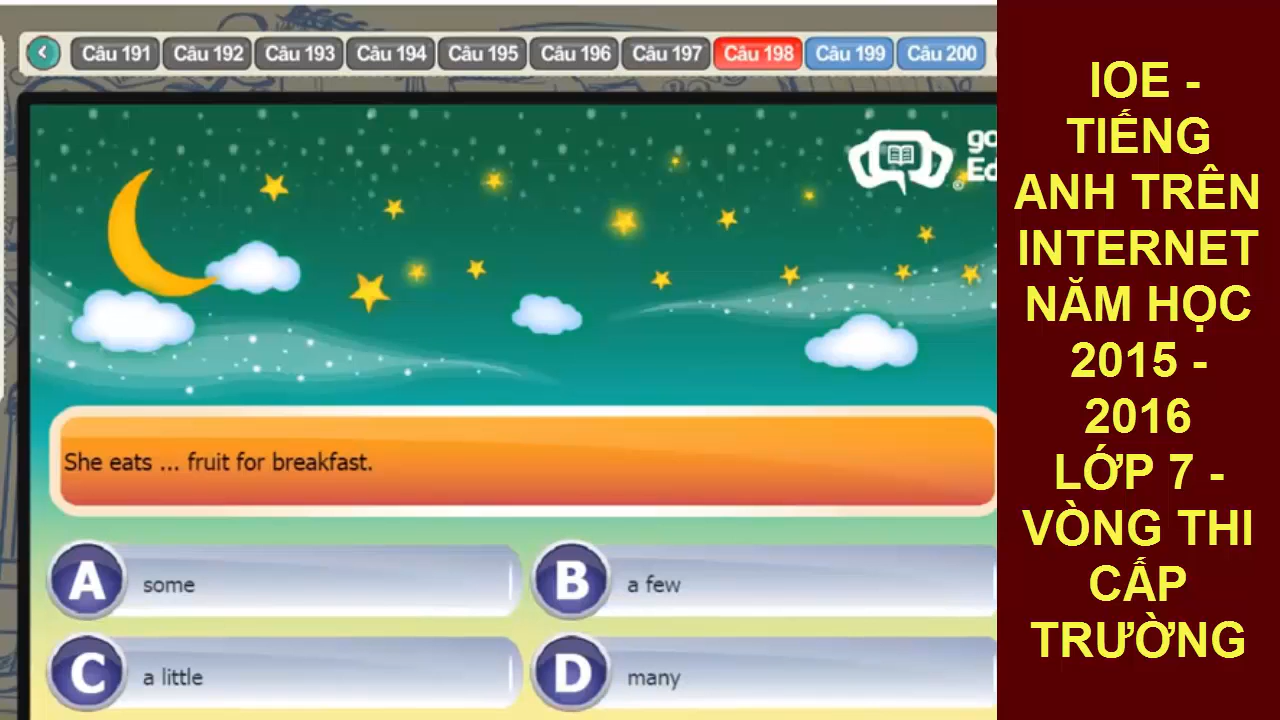 Câu 191 Câu 192 Câu 193 Câu 194 Câu 195 Câu 196 Câu 197 Câu 198 Câu 199 Câu 200
She eats ... fruit for breakfast.
A some
B a few
C a little
D many
IOE -
TIẾNG
ANH TRÊN
INTERNET
NĂM HỌC
2015 -
2016
LỚP 7 -
VÒNG THI
CẤP
TRƯỜNG